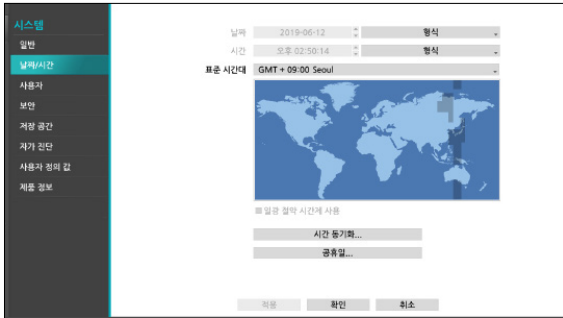 시스템
일반
날짜/시간
사용자
보안
저장 공간
자가 진단
사용자 정의 값
제품 정보
날짜 2019-06-12 형식
시간 오후 02:50:14 형식
표준 시간대 GMT + 09:00 Seoul
일광 절약 시간제 사용
시간 동기화...
공휴일...
적용 확인 취소